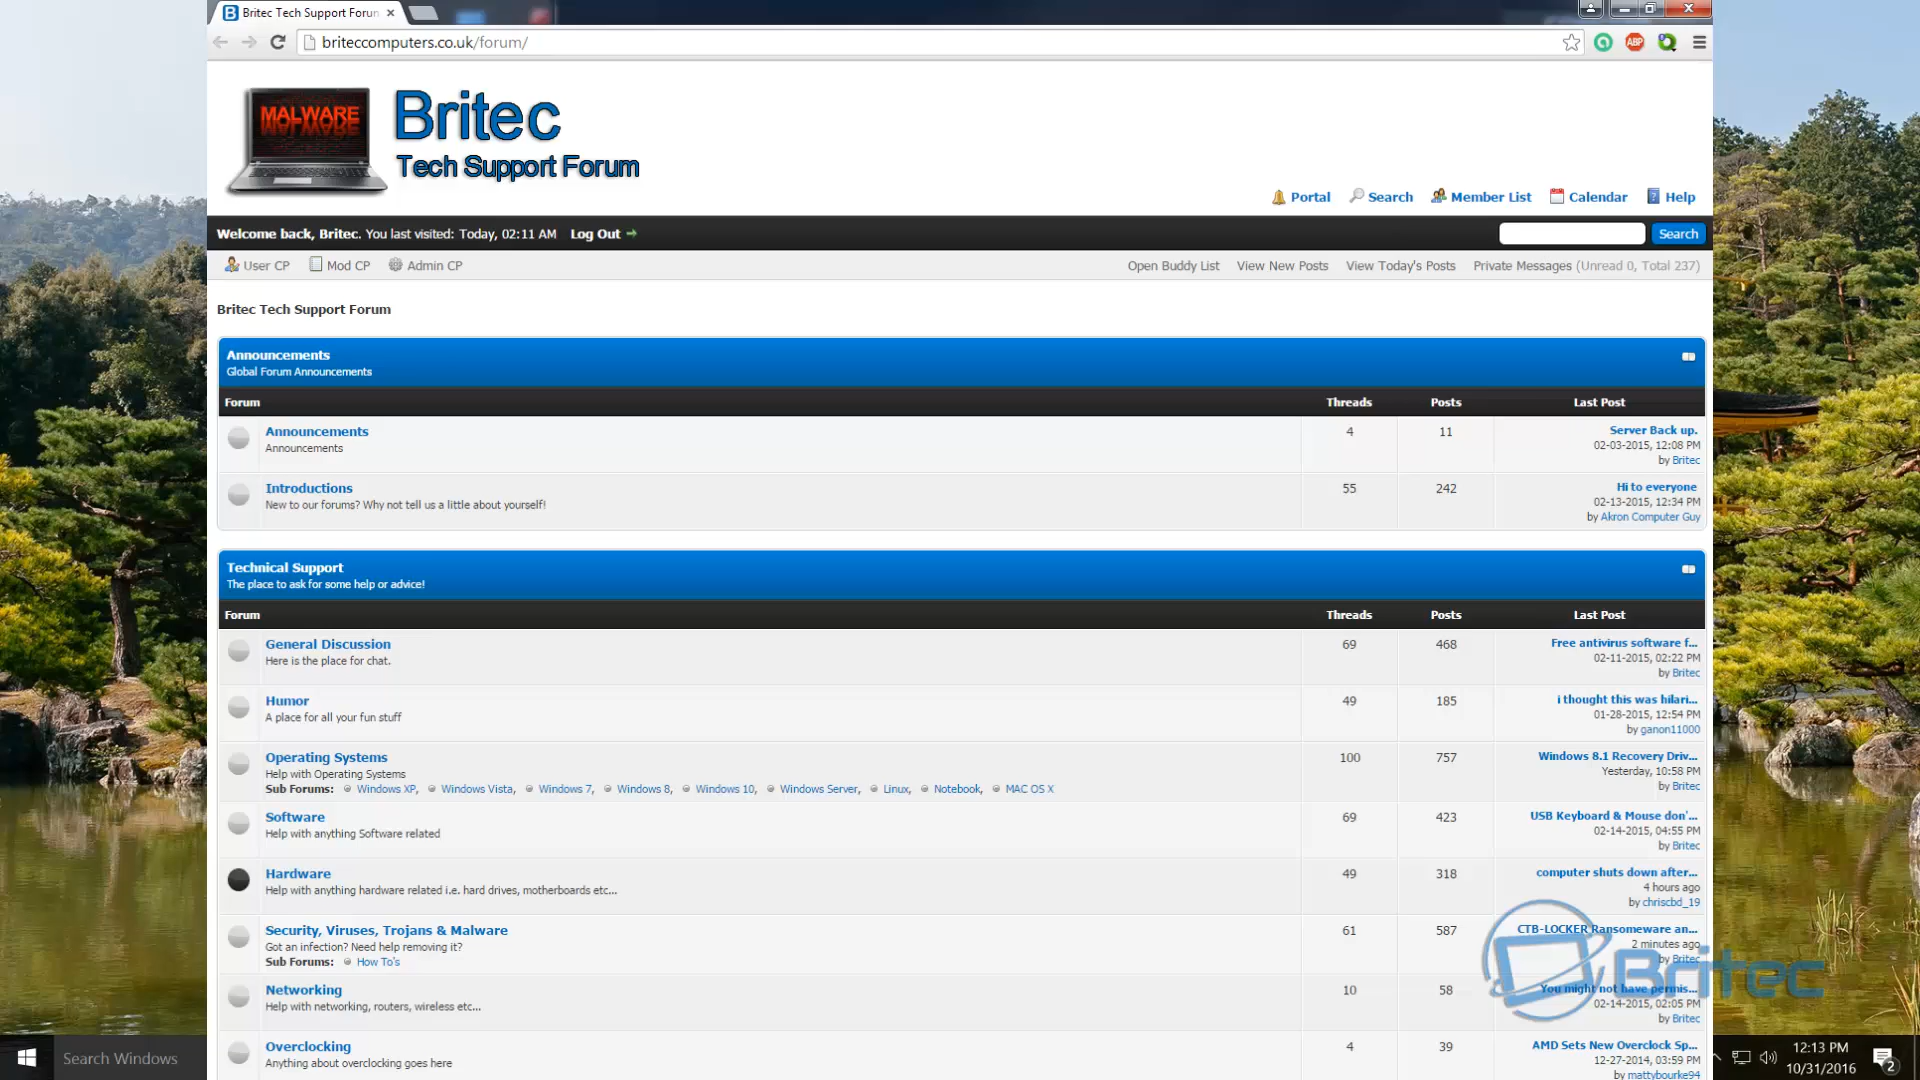 Britec Tech Support Forun
briteccomputers.co.uk/forum/
ABP
MALWARE
Britec
Tech Support Forum
Portal Search Member List Calendar Help
Welcome back, Britec. You last visited: Today, 02:11 AM Log Out
Search
User CP Mod CP Admin CP
Open Buddy List View New Posts View Today's Posts Private Messages (Unread 0, Total 237)
Britec Tech Support Forum
Announcements
Global Forum Announcements
Forum Threads Posts Last Post
Announcements 4 11 Server Back up.
Announcements 02-03-2015, 12:08 PM
by Britec
Introductions 55 242 Hi to everyone
New to our forums? Why not tell us a little about yourself! 02-13-2015, 12:34 PM
by Akron Computer Guy
Technical Support
The place to ask for some help or advice!
Forum Threads Posts Last Post
General Discussion 69 468 Free antivirus software f...
Here is the place for chat. 02-11-2015, 02:22 PM
by Britec
Humor 49 185 i thought this was hilari...
A place for all your fun stuff 01-28-2015, 12:54 PM
by ganon11000
Operating Systems 100 757 Windows 8.1 Recovery Driv...
Help with Operating Systems Yesterday, 10:58 PM
Sub Forums: Windows XP, Windows Vista, Windows 7, Windows 8, Windows 10, Windows Server, Linux, Notebook, MAC OS X by Britec
Software 69 423 USB Keyboard & Mouse don'...
Help with anything Software related 02-14-2015, 04:55 PM
by Britec
Hardware 49 318 computer shuts down after...
Help with anything hardware related i.e. hard drives, motherboards etc... 4 hours ago
by chriscbd_19
Security, Viruses, Trojans & Malware 61 587 CTB-LOCKER Ransomeware an...
Got an infection? Need help removing it? 2 minutes ago
Sub Forums: How To's by Britec
Britec
Networking 10 58 You might not have permis...
Help with networking, routers, wireless etc... 02-14-2015, 02:05 PM
by Britec
Overclocking 4 39 AMD Sets New Overclock Sp...
Anything about overclocking goes here 12-27-2014, 03:59 PM
by mattybourke94
Search Windows
12:13 PM
10/31/2016
2